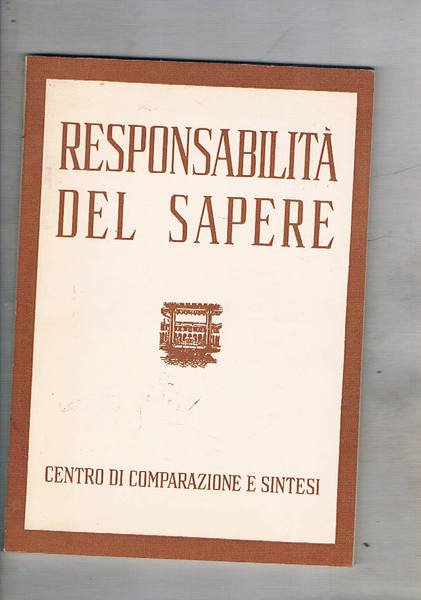 RESPONSABILITÀ
DEL SAPERE
CENTRO DI COMPARAZIONE E SINTESI